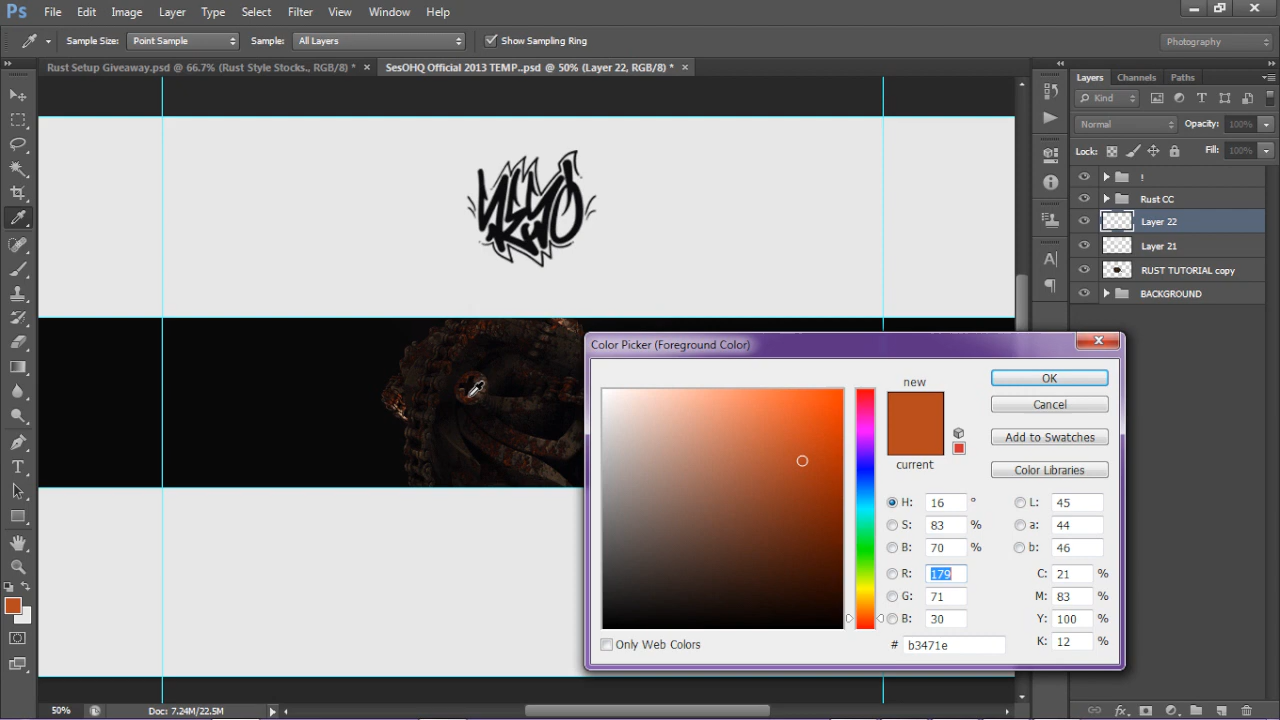 Ps File Edit Image Layer Type Select Filter View Window Help
Sample Size: Point Sample Sample: All Layers Show Sampling Ring Photography
Rust Setup Giveaway.psd @ 66.7% (Rust Style Stocks., RGB/8) * × SesOHQ Official 2013 TEMP..psd @ 50% (Layer 22, RGB/8) * ×
Layers Channels Paths
Kind
Normal Opacity: 100%
Lock: Fill: 100%
!
Rust CC
Layer 22
Layer 21
RUST TUTORIAL copy
BACKGROUND
Color Picker (Foreground Color)
new
current
OK
Cancel
Add to Swatches
Color Libraries
H: 16 ° L: 45
S: 83 % a: 44
B: 70 % b: 46
R: 179 C: 21 %
G: 71 M: 83 %
B: 30 Y: 100 %
# b3471e K: 12 %
Only Web Colors
50% Doc: 7.24M/22.5M